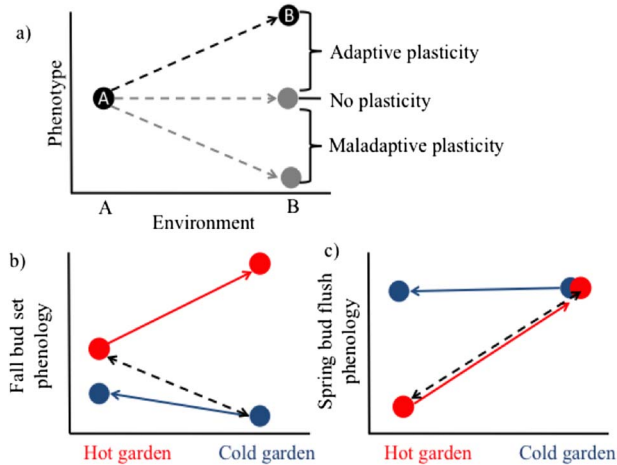 a)
B
Adaptive plasticity
A
No plasticity
Maladaptive plasticity
Phenotype
A
B
Environment
b)
Fall bud set
phenology
Hot garden
Cold garden
c)
Spring bud flush
phenology
Hot garden
Cold garden